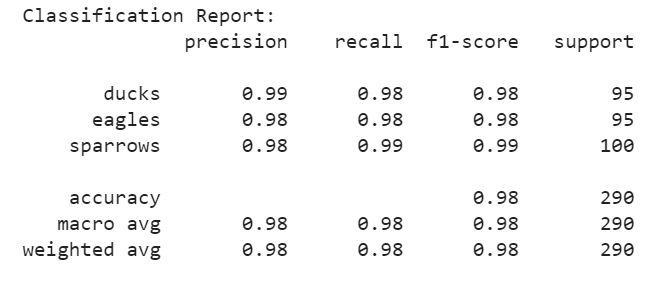 Classification Report:
precision recall f1-score support
ducks 0.99 0.98 0.98 95
eagles 0.98 0.98 0.98 95
sparrows 0.98 0.99 0.99 100
accuracy 0.98 290
macro avg 0.98 0.98 0.98 290
weighted avg 0.98 0.98 0.98 290